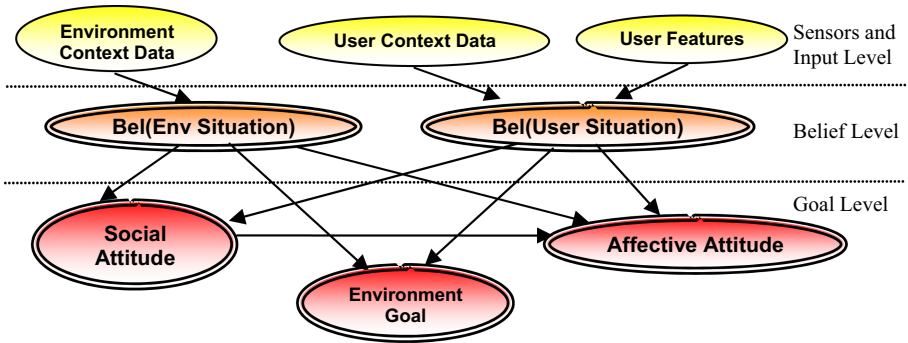 Environment
Context Data
User Context Data
User Features
Sensors and
Input Level
Bel(Env Situation)
Bel(User Situation)
Belief Level
Goal Level
Social
Attitude
Affective Attitude
Environment
Goal